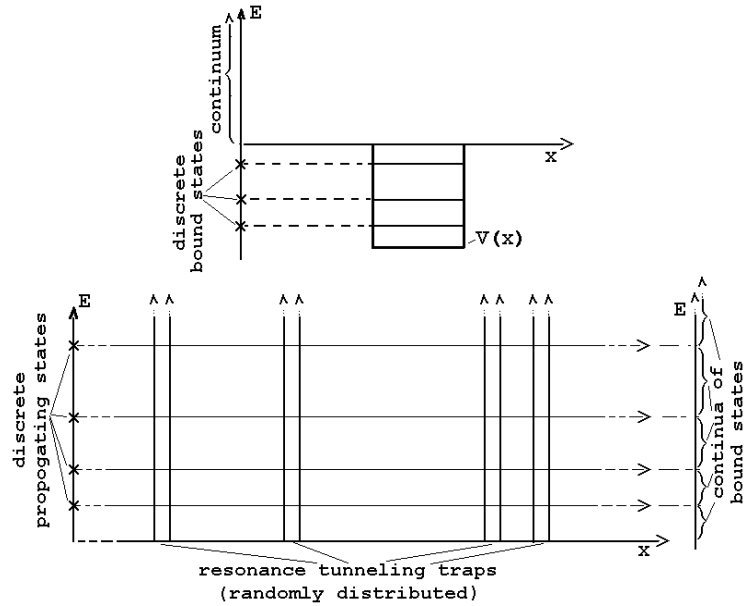 E
continuum
x
discrete
bound states
V(x)
E
discrete
propogating states
x
E
continua of
bound states
resonance tunneling traps
(randomly distributed)